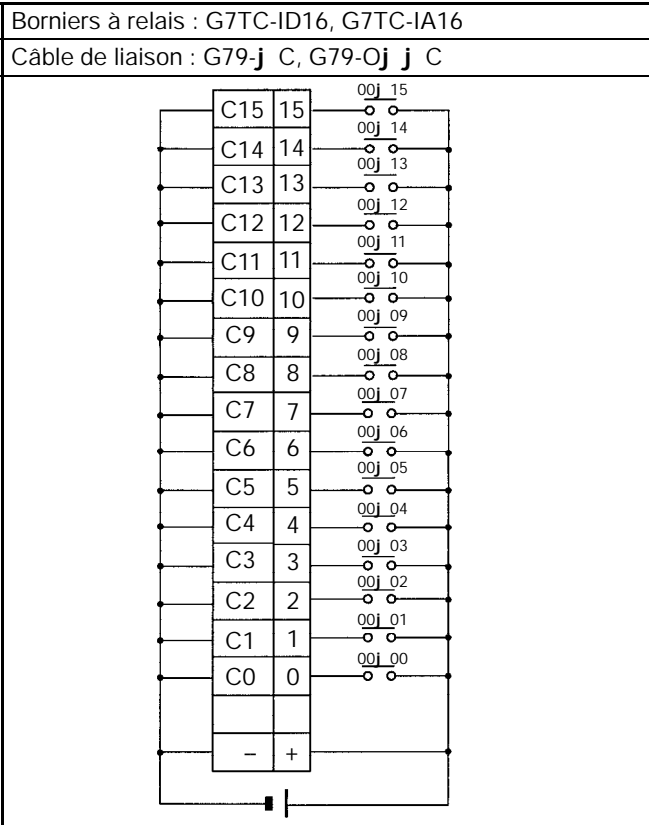 Borniers à relais : G7TC-ID16, G7TC-IA16
Câble de liaison : G79-j C, G79-Oj j C
C15 15 00j 15
C14 14 00j 14
C13 13 00j 13
C12 12 00j 12
C11 11 00j 11
C10 10 00j 10
C9 9 00j 09
C8 8 00j 08
C7 7 00j 07
C6 6 00j 06
C5 5 00j 05
C4 4 00j 04
C3 3 00j 03
C2 2 00j 02
C1 1 00j 01
C0 0 00j 00
– +